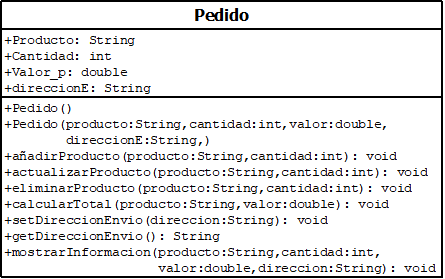 Pedido
+Producto: String
+Cantidad: int
+Valor_p: double
+direccionE: String
+Pedido()
+Pedido(producto:String,cantidad:int,valor:double,
direccionE:String,)
+añadirProducto(producto:String,cantidad:int): void
+actualizarProducto(producto:String,cantidad:int): void
+eliminarProducto(producto:String,cantidad:int): void
+calcularTotal(producto:String,valor:double): void
+setDireccionEnvio(direccion:String): void
+getDireccionEnvio(): String
+mostrarInformacion(producto:String,cantidad:int,
valor:double,direccion:String): void